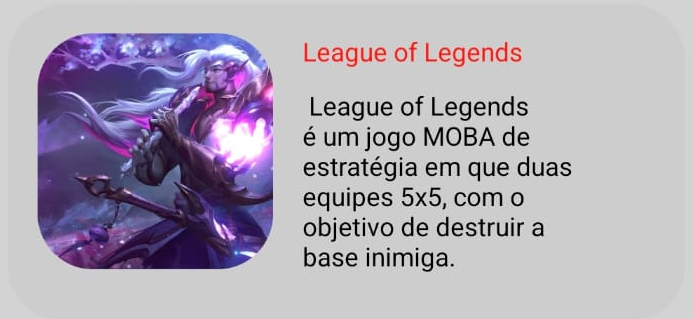 League of Legends
League of Legends
é um jogo MOBA de
estratégia em que duas
equipes 5x5, com o
objetivo de destruir a
base inimiga.